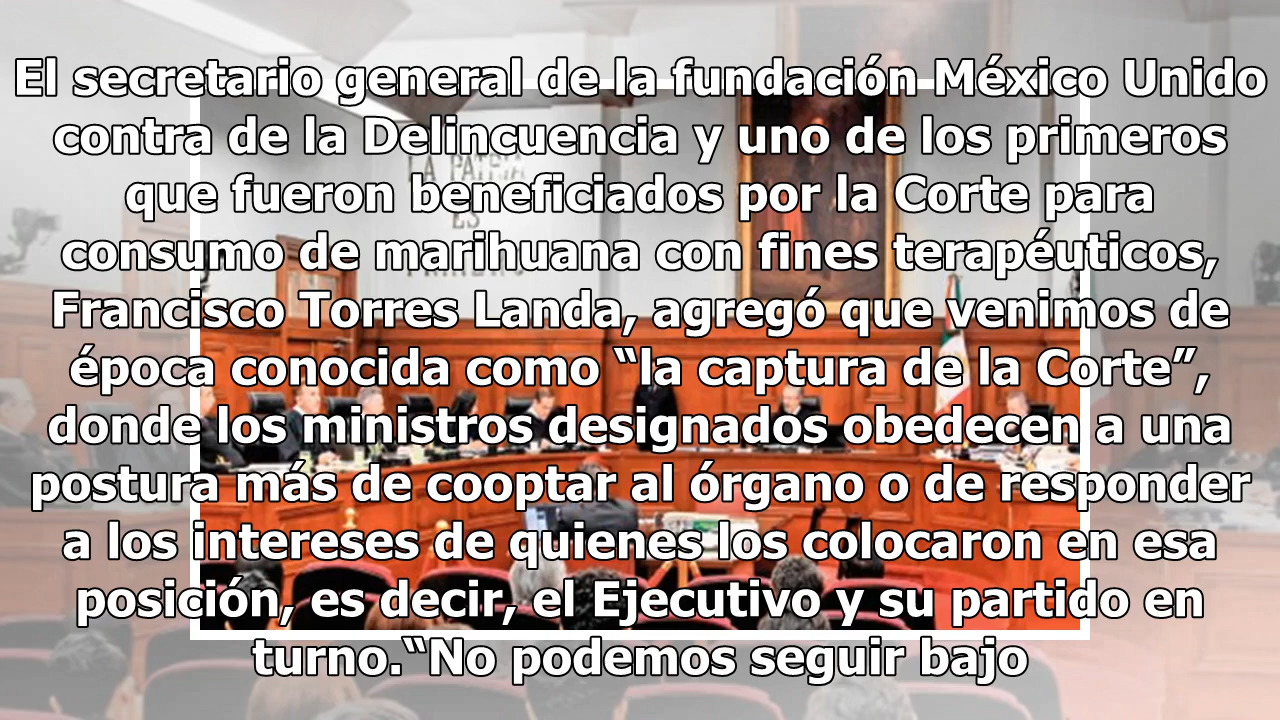 El secretario general de la fundación México Unido
contra de la Delincuencia y uno de los primeros
que fueron beneficiados por la Corte para
consumo de marihuana con fines terapéuticos,
Francisco Torres Landa, agregó que venimos de
época conocida como “la captura de la Corte”,
donde los ministros designados obedecen a una
postura más de cooptar al órgano o de responder
a los intereses de quienes los colocaron en esa
posición, es decir, el Ejecutivo y su partido en
turno.“No podemos seguir bajo
LA PATRIA
ES